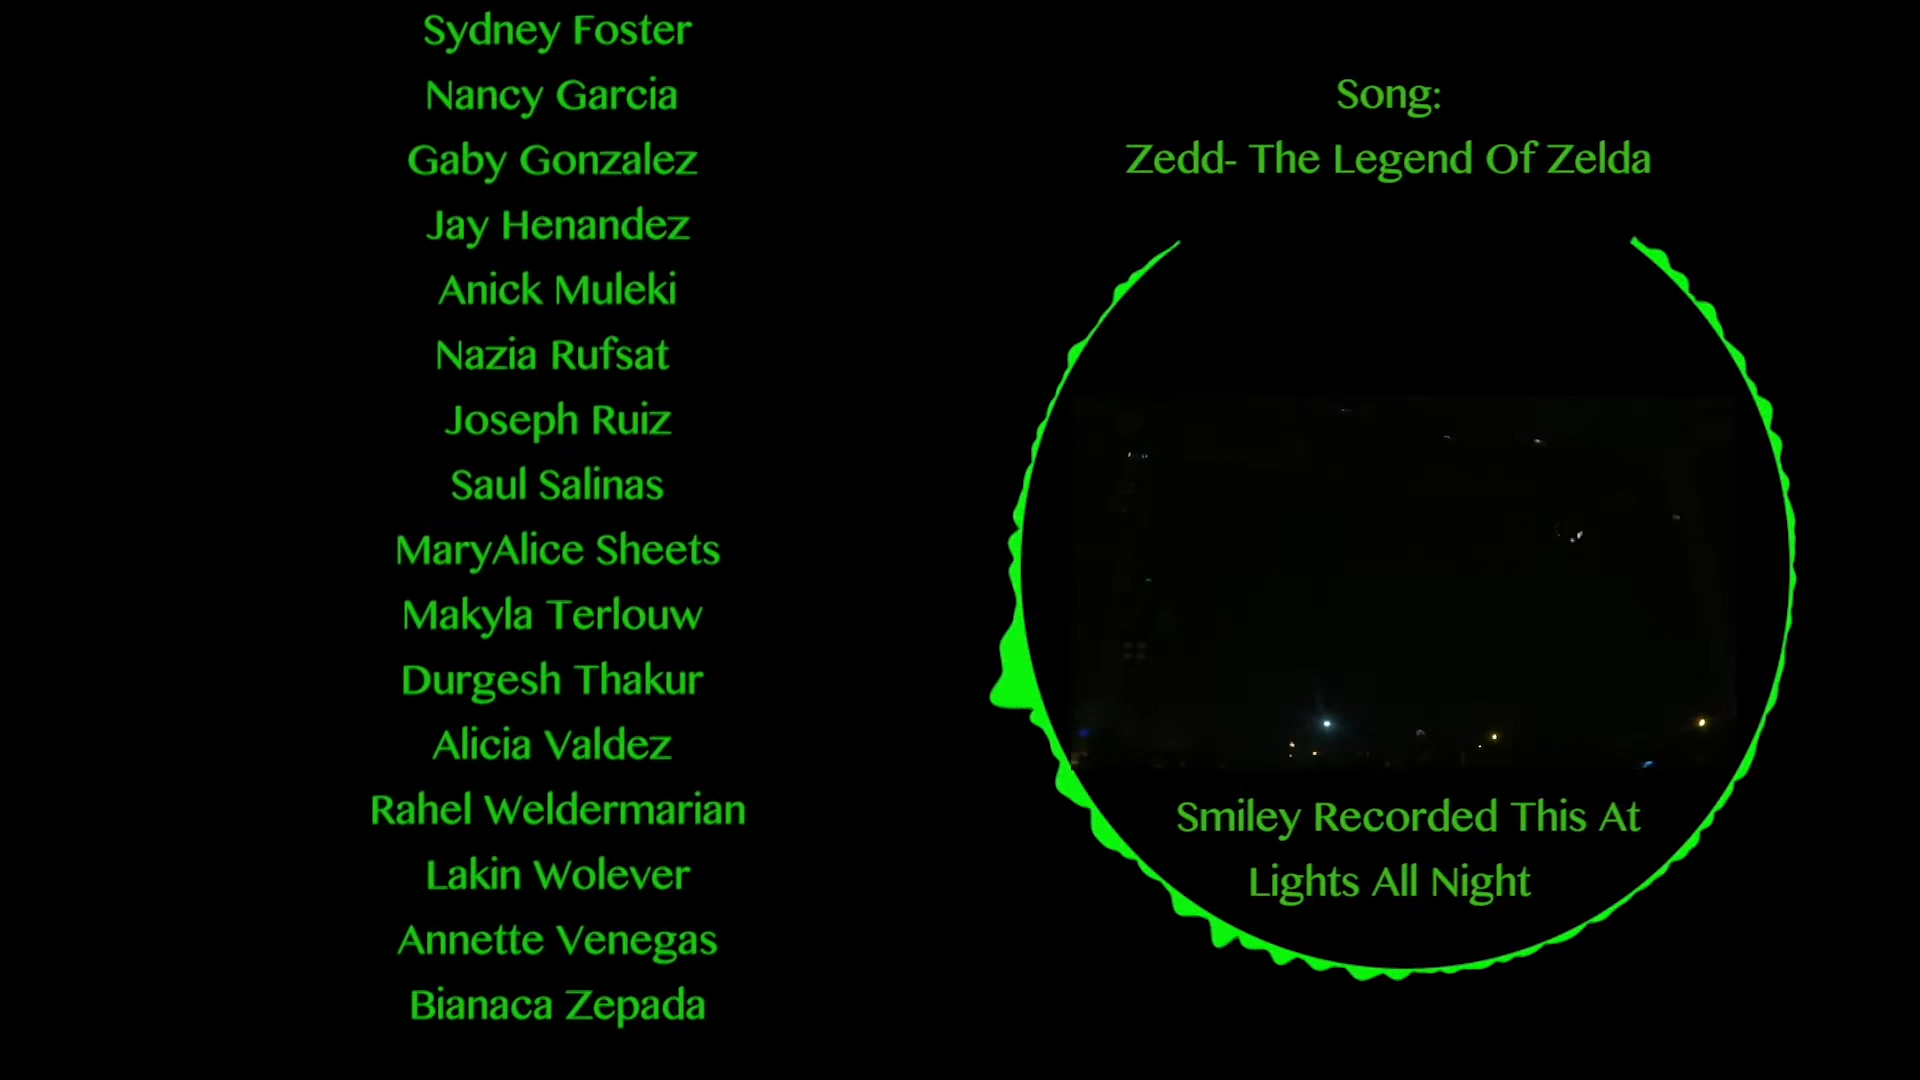 Sydney Foster
Nancy Garcia
Gaby Gonzalez
Jay Henandez
Anick Muleki
Nazia Rufsat
Joseph Ruiz
Saul Salinas
MaryAlice Sheets
Makyla Terlouw
Durgesh Thakur
Alicia Valdez
Rahel Weldermarian
Lakin Wolever
Annette Venegas
Bianaca Zepada
Song:
Zedd- The Legend Of Zelda
Smiley Recorded This At
Lights All Night